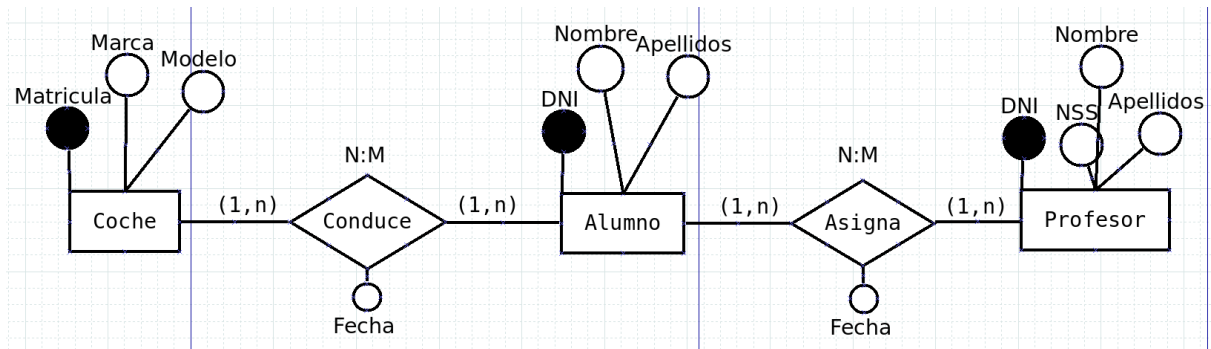 Marca
Modelo
Matricula
Coche
(1,n)
N:M
Conduce
Fecha
(1,n)
Nombre
Apellidos
DNI
Alumno
(1,n)
N:M
Asigna
Fecha
(1,n)
Nombre
DNI
NSS
Apellidos
Profesor